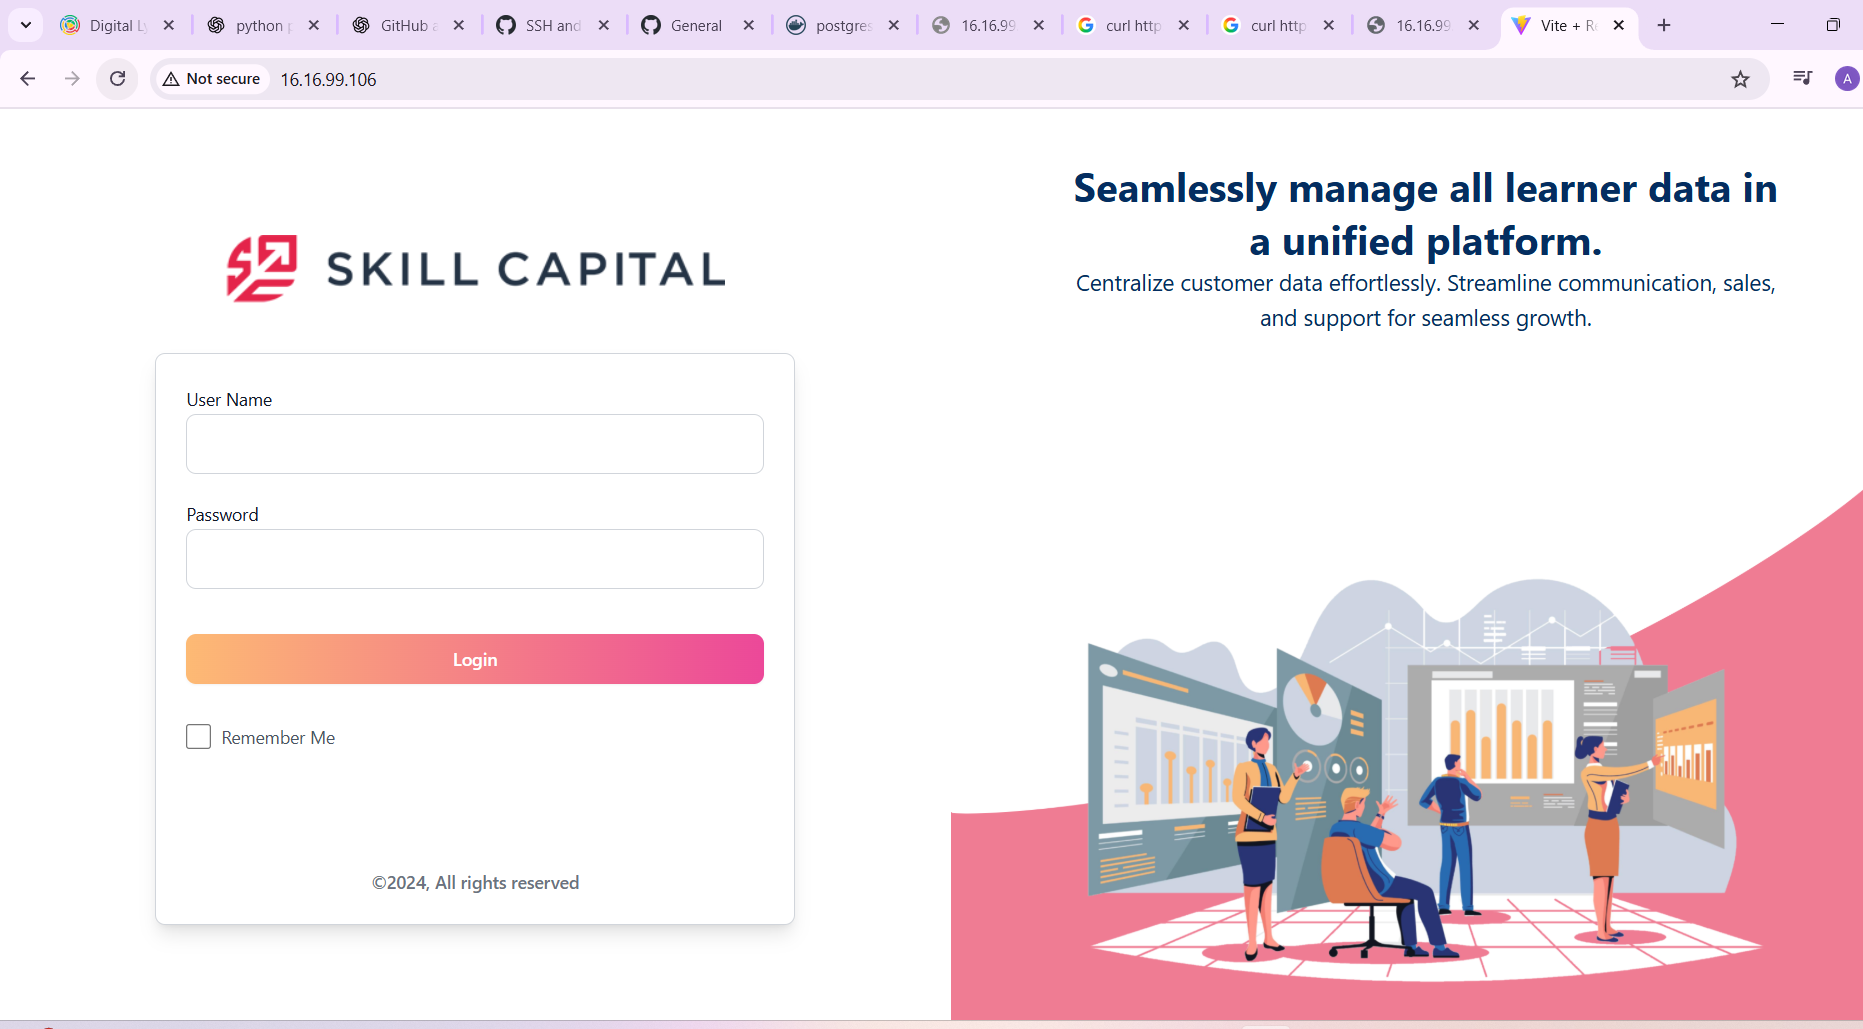 Digital Ly
python p
GitHub a
SSH and
General
postgres
16.16.99
curl http
curl http
16.16.99
Vite + Re
Not secure
16.16.99.106
A
SKILL CAPITAL
User Name
Password
Login
Remember Me
©2024, All rights reserved
Seamlessly manage all learner data in
a unified platform.
Centralize customer data effortlessly. Streamline communication, sales,
and support for seamless growth.